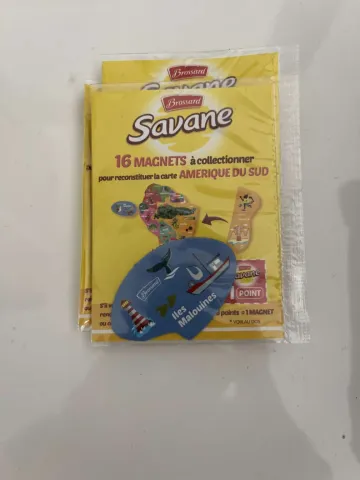 Brossard
Savane
Brossard
Savane
16 MAGNETS à collectionner
pour reconstituer la carte AMERIQUE DU SUD
Savane
POINT
Brossard
Iles
Malouines
points = 1 MAGNET